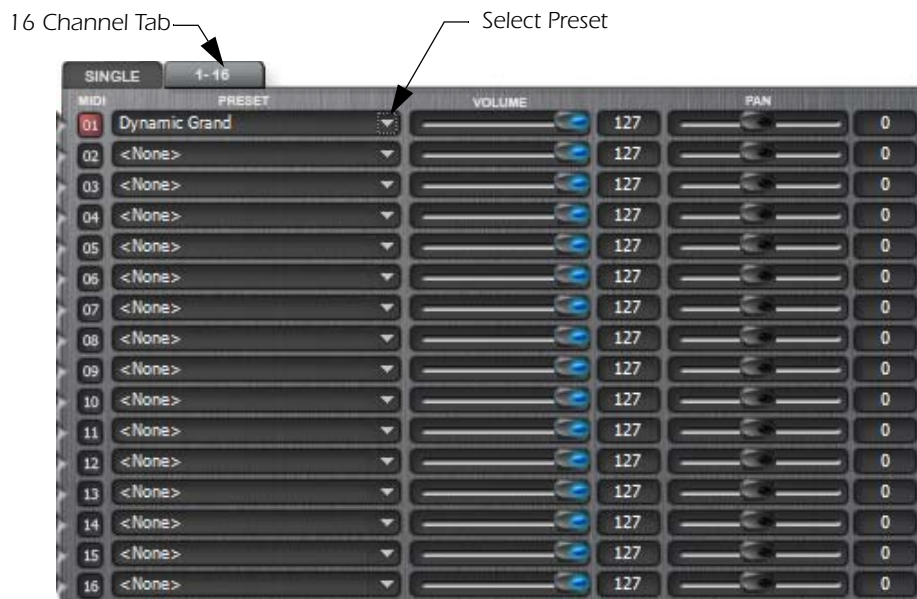 16 Channel Tab Select Preset
SINGLE 1-16
MIDI PRESET VOLUME PAN
01 Dynamic Grand 127 0
02 <None> 127 0
03 <None> 127 0
04 <None> 127 0
05 <None> 127 0
06 <None> 127 0
07 <None> 127 0
08 <None> 127 0
09 <None> 127 0
10 <None> 127 0
11 <None> 127 0
12 <None> 127 0
13 <None> 127 0
14 <None> 127 0
15 <None> 127 0
16 <None> 127 0